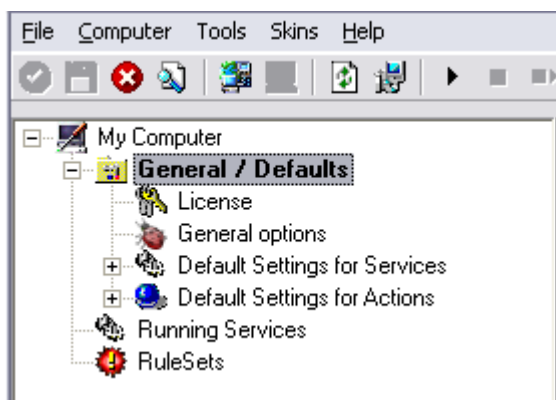 File Computer Tools Skins Help
My Computer
General / Defaults
License
General options
Default Settings for Services
Default Settings for Actions
Running Services
RuleSets